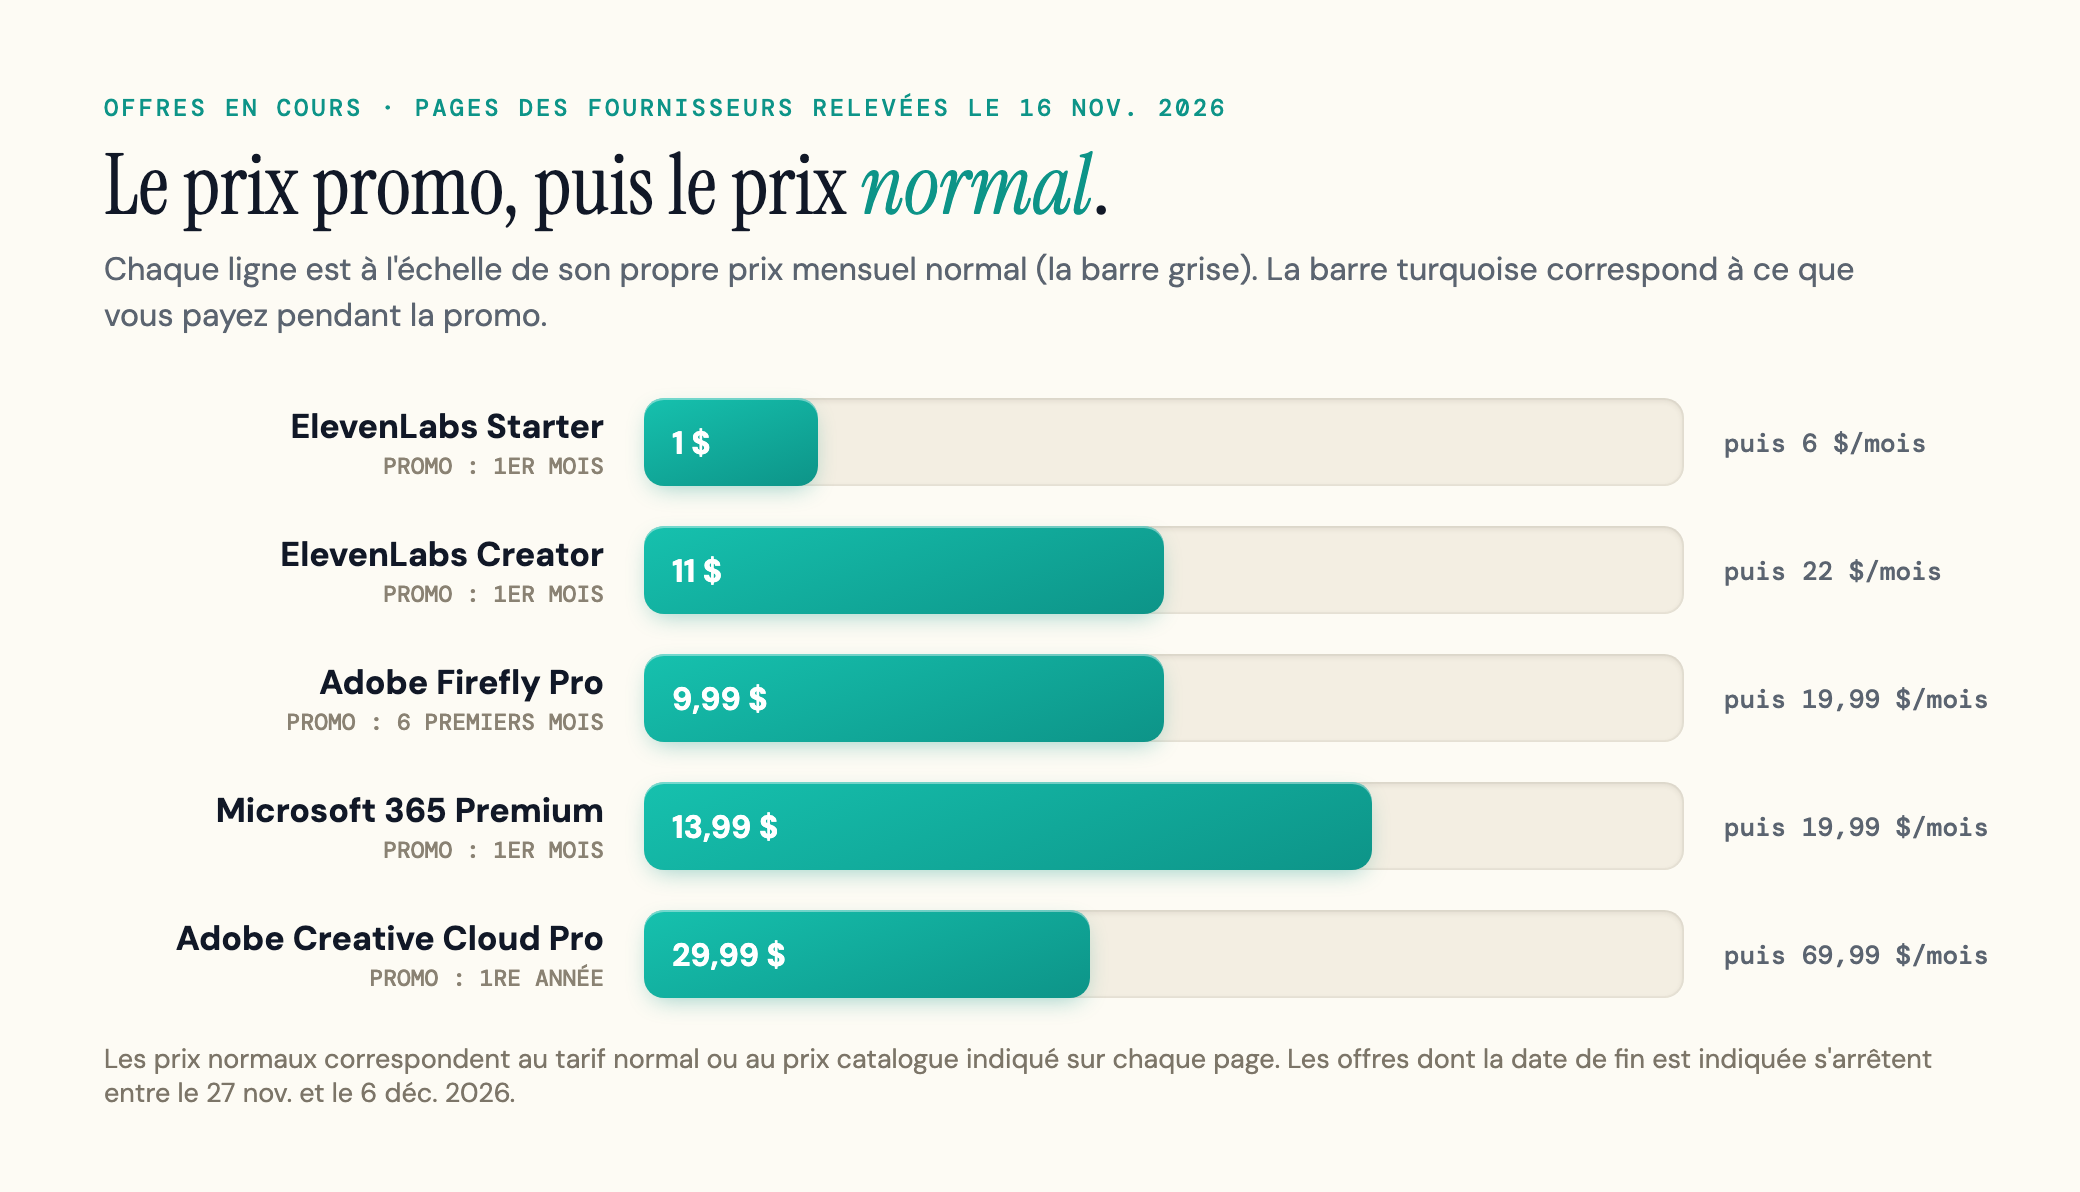 OFFRES EN COURS · PAGES DES FOURNISSEURS RELEVÉES LE 16 NOV. 2026
Le prix promo, puis le prix normal.
Chaque ligne est à l'échelle de son propre prix mensuel normal (la barre grise). La barre turquoise correspond à ce que
vous payez pendant la promo.
ElevenLabs Starter
PROMO : 1ER MOIS
1 $
puis 6 $/mois
ElevenLabs Creator
PROMO : 1ER MOIS
11 $
puis 22 $/mois
Adobe Firefly Pro
PROMO : 6 PREMIERS MOIS
9,99 $
puis 19,99 $/mois
Microsoft 365 Premium
PROMO : 1ER MOIS
13,99 $
puis 19,99 $/mois
Adobe Creative Cloud Pro
PROMO : 1RE ANNÉE
29,99 $
puis 69,99 $/mois
Les prix normaux correspondent au tarif normal ou au prix catalogue indiqué sur chaque page. Les offres dont la date de fin est indiquée s'arrêtent
entre le 27 nov. et le 6 déc. 2026.